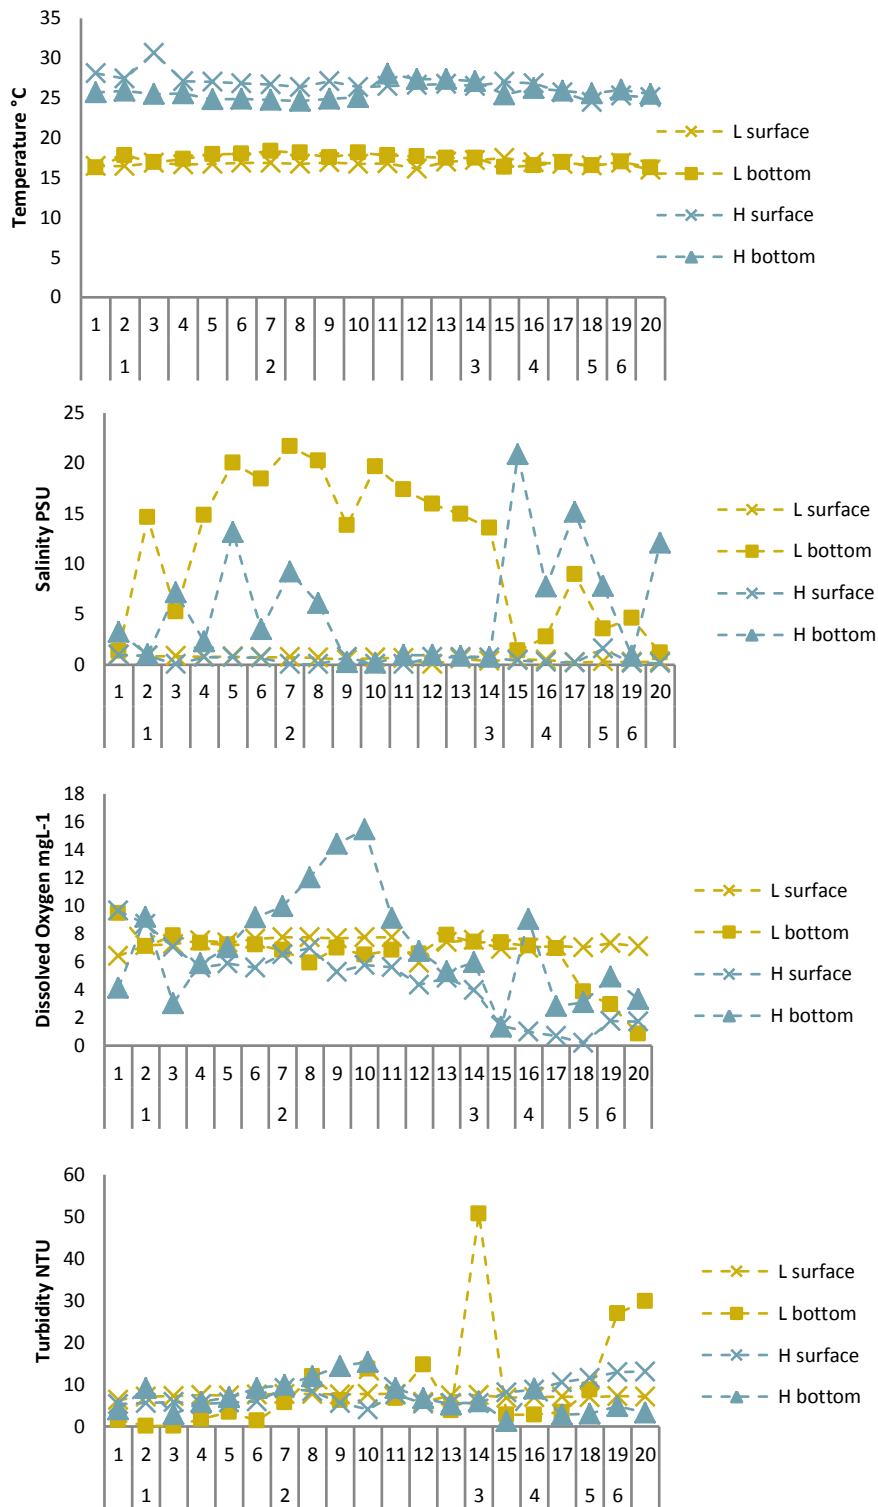 Temperature °C
35
30
25
20
15
10
5
0
L surface
L bottom
H surface
H bottom
1 2 3 4 5 6 7 8 9 10 11 12 13 14 15 16 17 18 19 20
1 2 3 4 5 6
Salinity PSU
25
20
15
10
5
0
L surface
L bottom
H surface
H bottom
1 2 3 4 5 6 7 8 9 10 11 12 13 14 15 16 17 18 19 20
1 2 3 4 5 6
Dissolved Oxygen mgL-1
18
16
14
12
10
8
6
4
2
0
L surface
L bottom
H surface
H bottom
1 2 3 4 5 6 7 8 9 10 11 12 13 14 15 16 17 18 19 20
1 2 3 4 5 6
Turbidity NTU
60
50
40
30
20
10
0
L surface
L bottom
H surface
H bottom
1 2 3 4 5 6 7 8 9 10 11 12 13 14 15 16 17 18 19 20
1 2 3 4 5 6